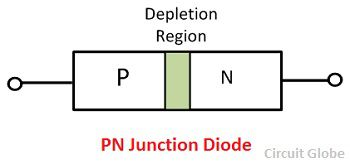 Depletion
Region
P N
PN Junction Diode
Circuit Globe